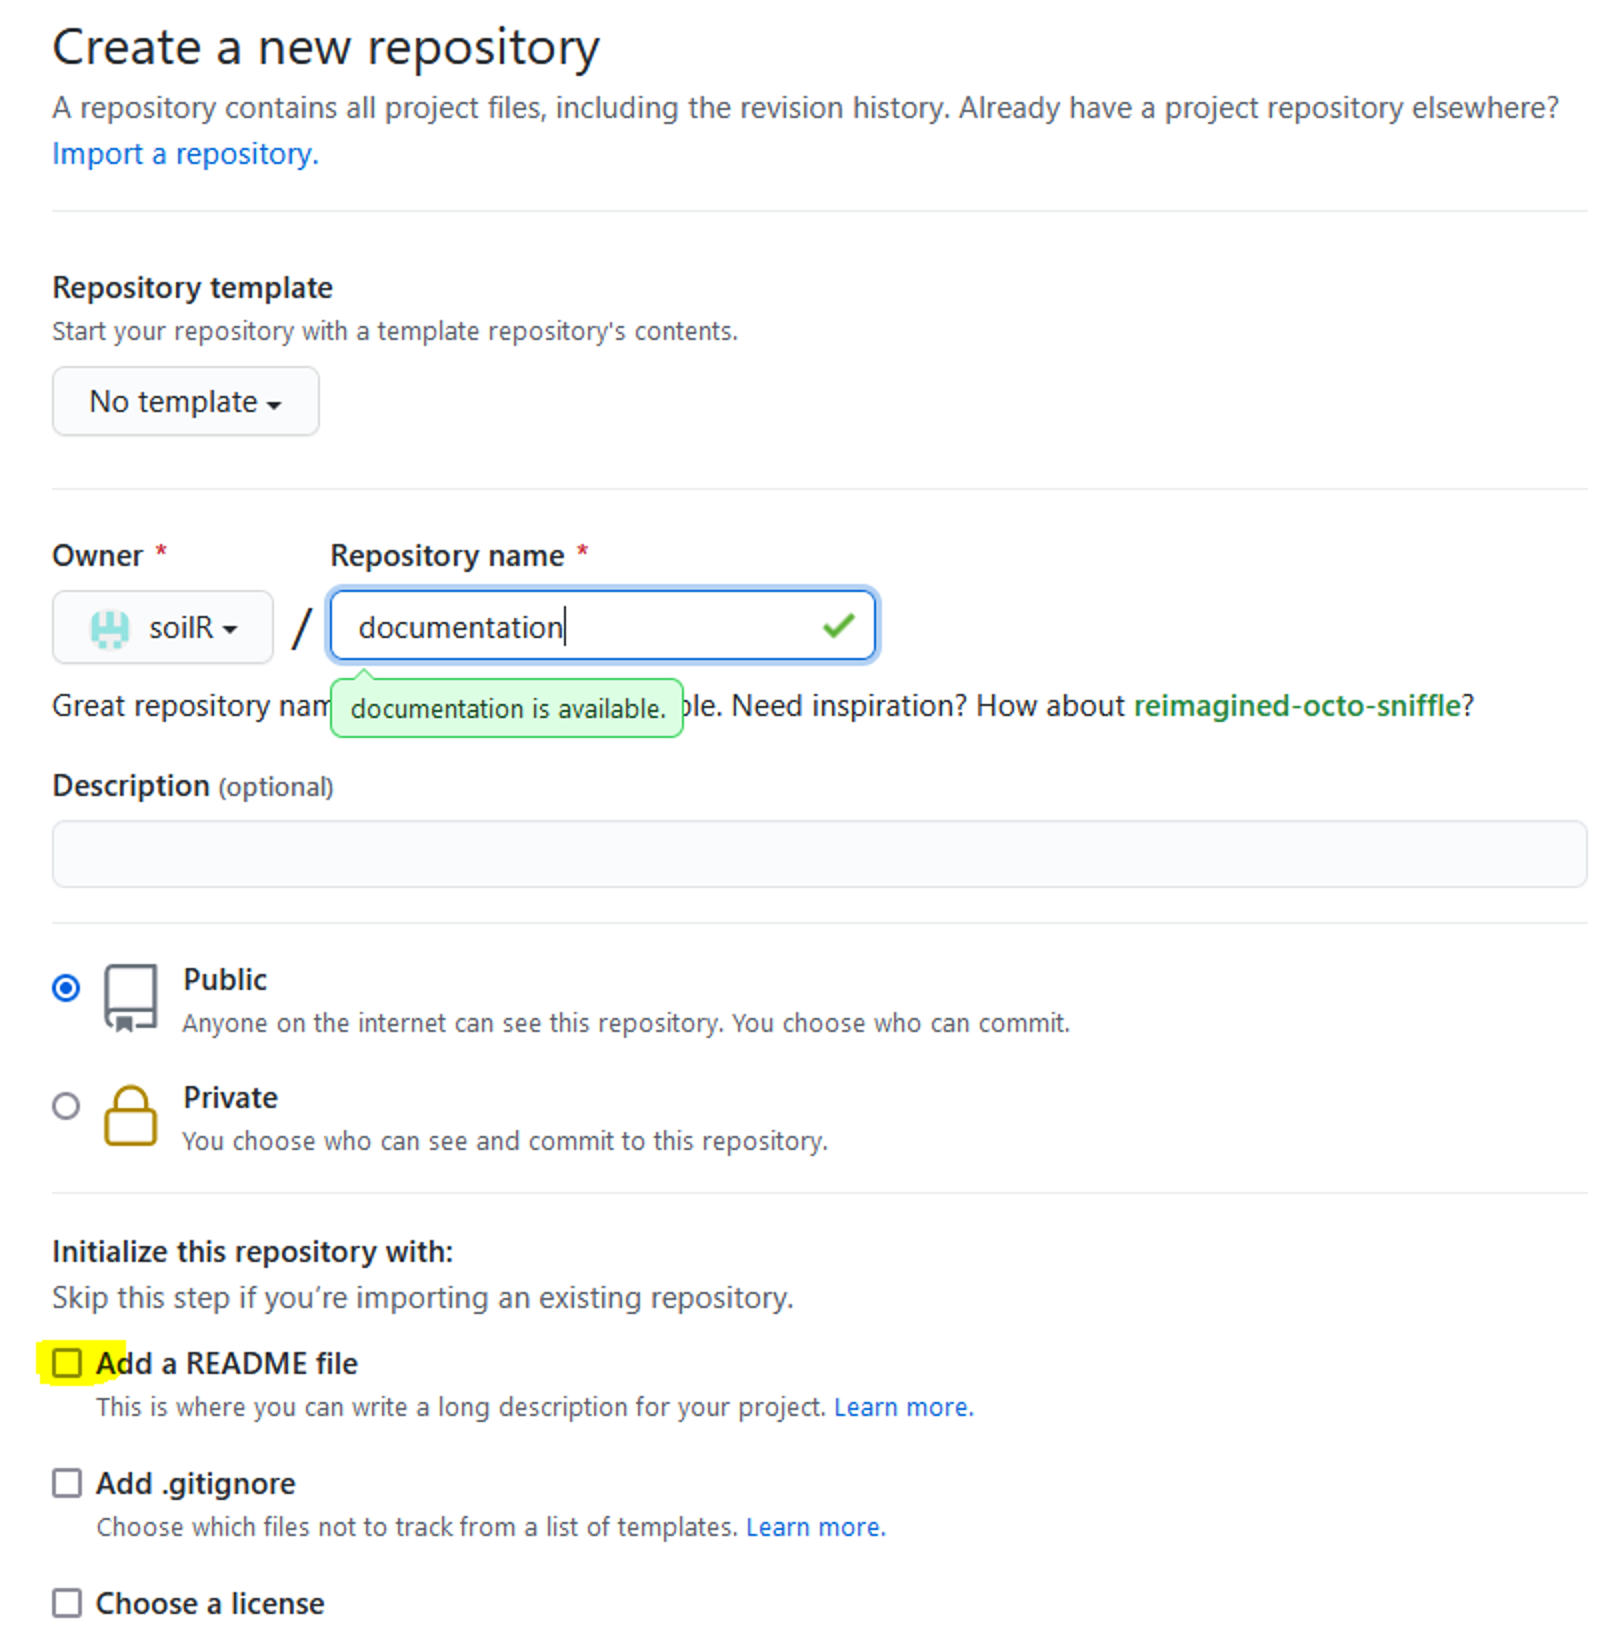 Create a new repository
A repository contains all project files, including the revision history. Already have a project repository elsewhere?
Import a repository.
Repository template
Start your repository with a template repository's contents.
No template
Owner * Repository name *
soilR / documentation
Great repository nam documentation is available. ble. Need inspiration? How about reimagined-octo-sniffle?
Description (optional)
Public
Anyone on the internet can see this repository. You choose who can commit.
Private
You choose who can see and commit to this repository.
Initialize this repository with:
Skip this step if you’re importing an existing repository.
Add a README file
This is where you can write a long description for your project. Learn more.
Add .gitignore
Choose which files not to track from a list of templates. Learn more.
Choose a license